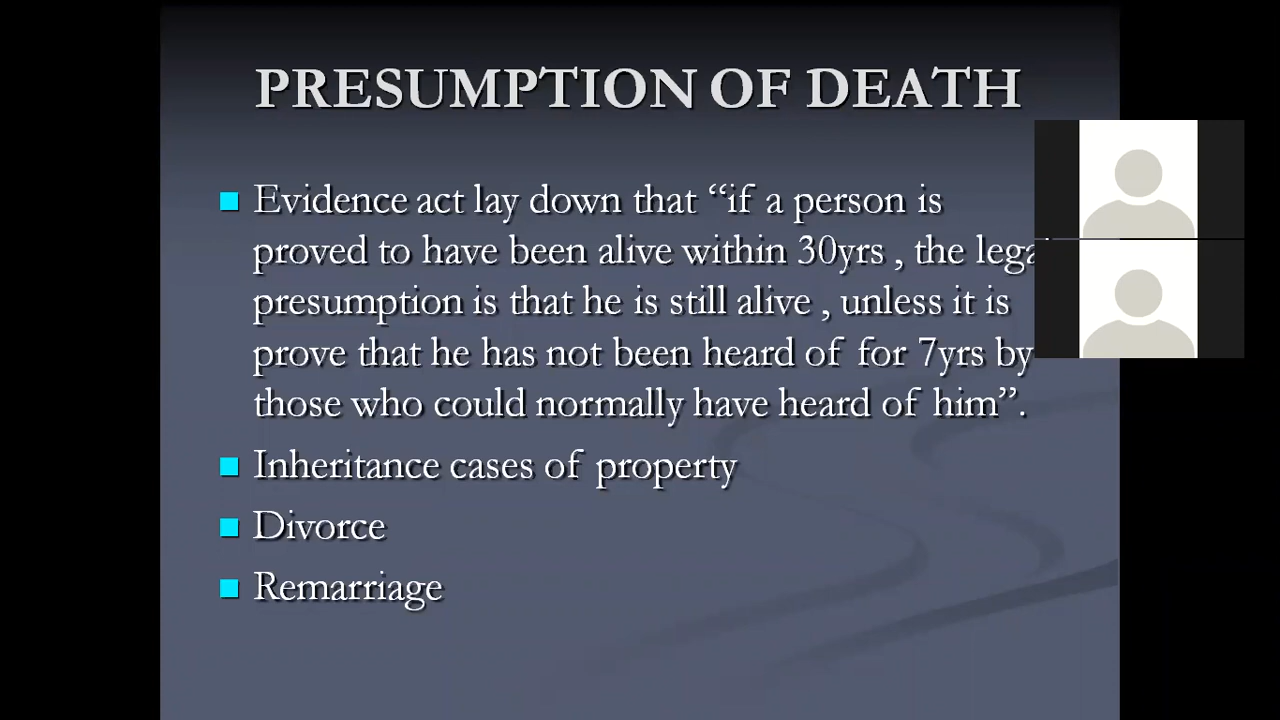 PRESUMPTION OF DEATH
Evidence act lay down that “if a person is
proved to have been alive within 30yrs , the lega
presumption is that he is still alive , unless it is
prove that he has not been heard of for 7yrs by
those who could normally have heard of him”.
Inheritance cases of property
Divorce
Remarriage